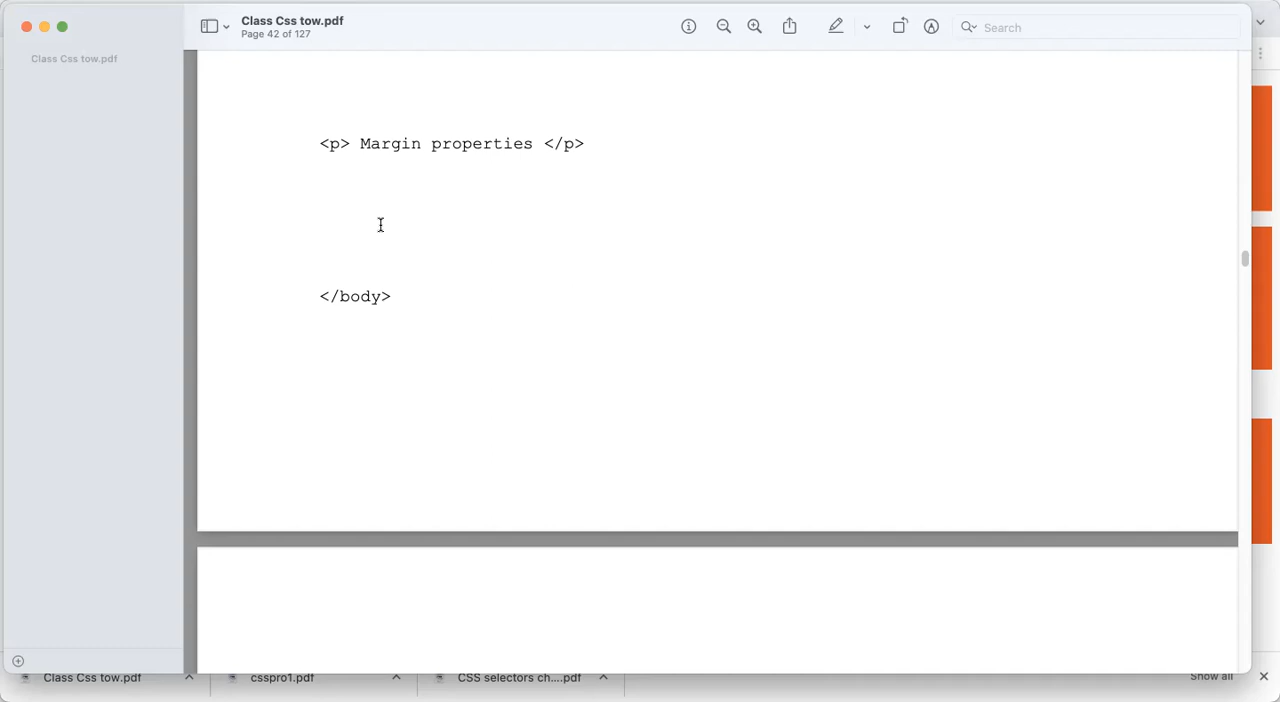 Class Css tow.pdf
Page 42 of 127
Search
Class Css tow.pdf
<p> Margin properties </p>
</body>
Class Css tow.pdf
csspro1.pdf
CSS selectors ch....pdf
Show all